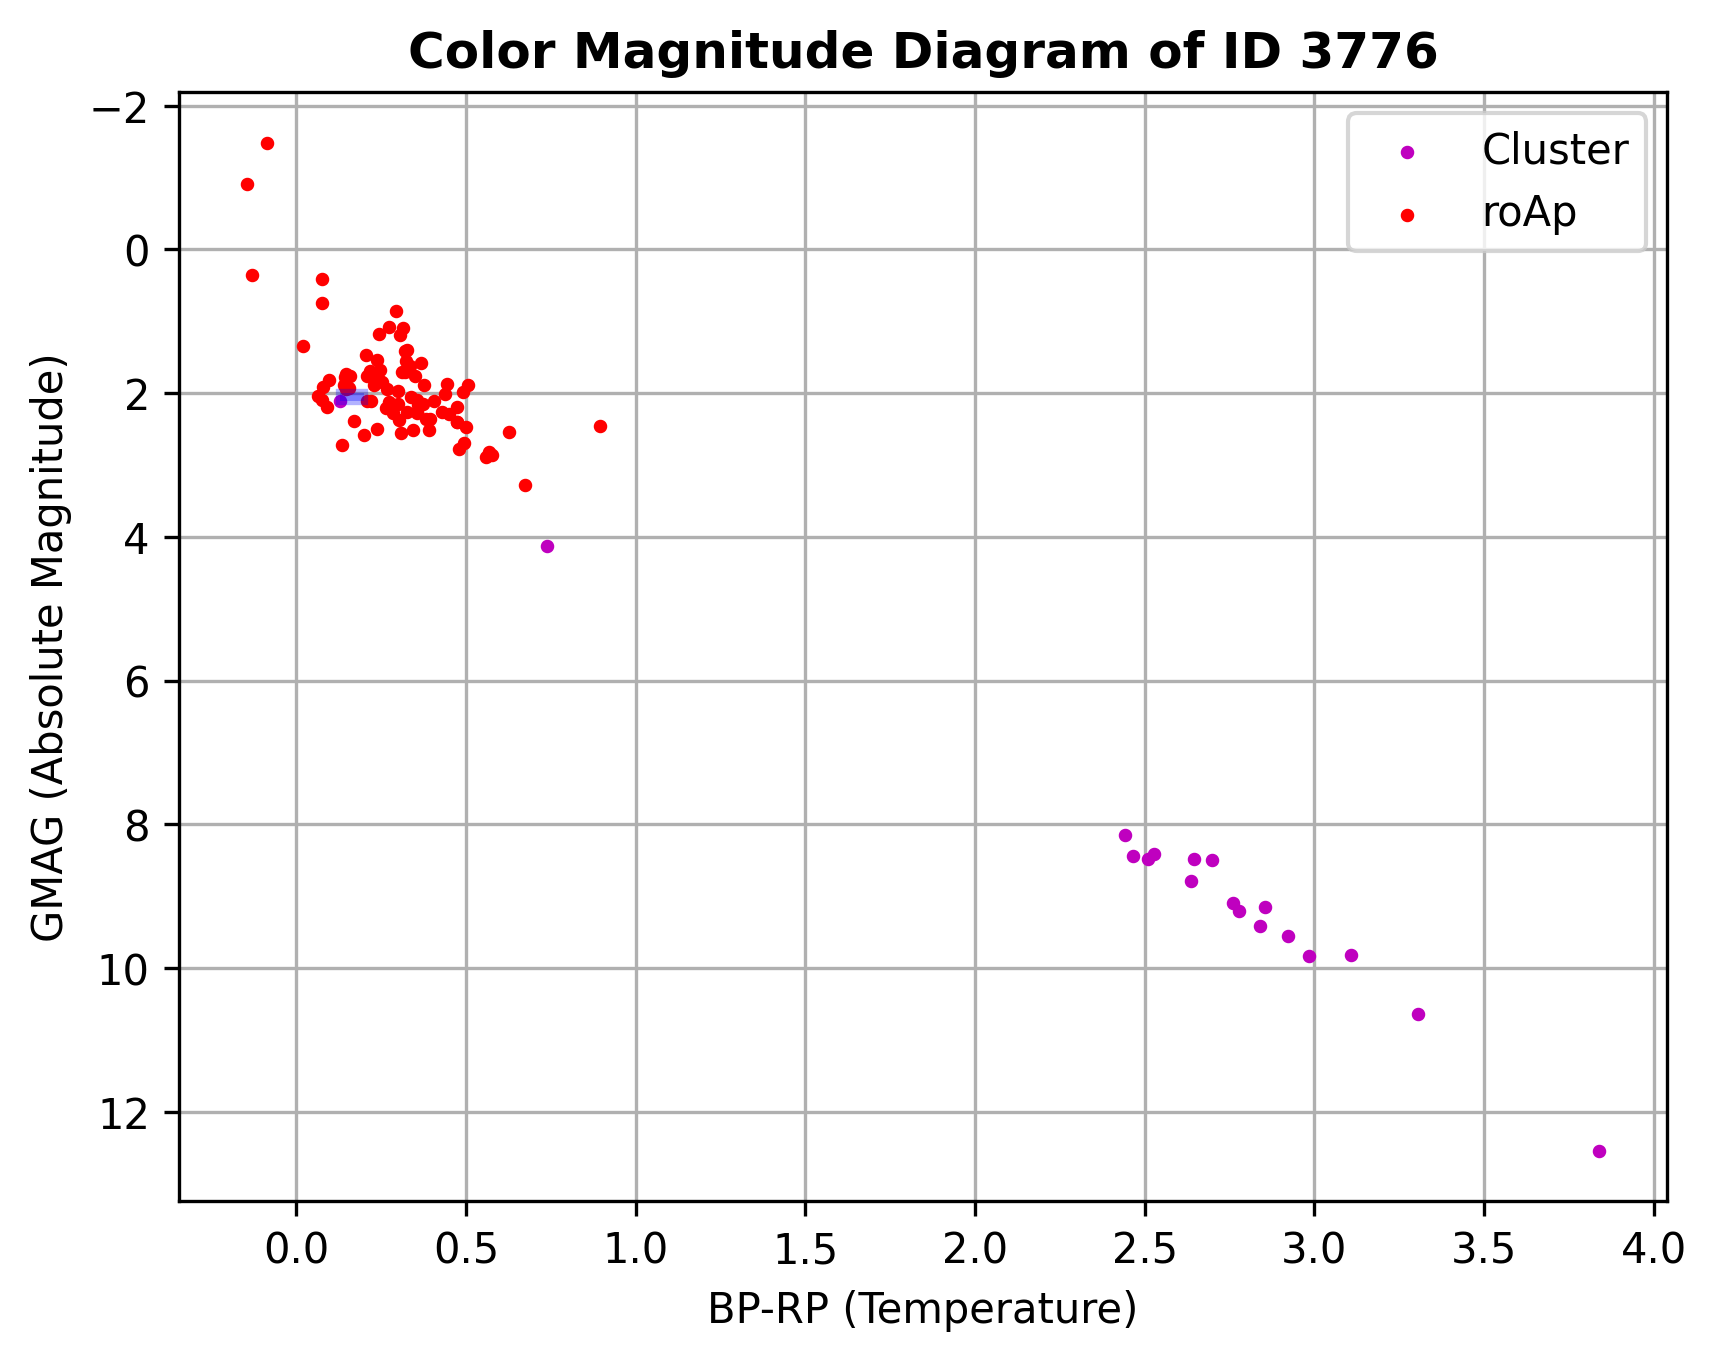 Color Magnitude Diagram of ID 3776
Cluster
roAp
GMAG (Absolute Magnitude)
−2
0
2
4
6
8
10
12
0.0 0.5 1.0 1.5 2.0 2.5 3.0 3.5 4.0
BP-RP (Temperature)